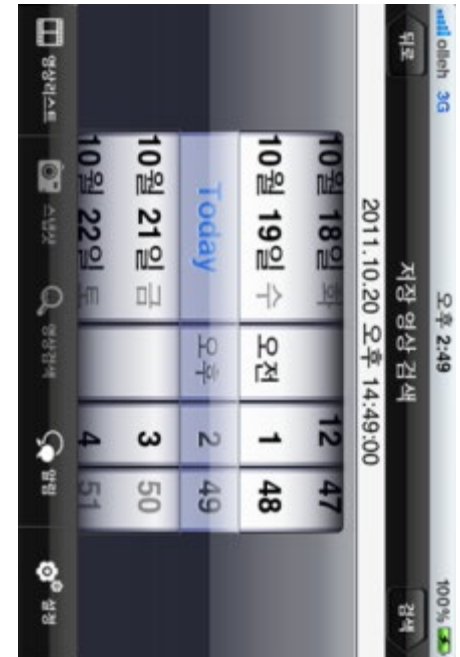 olleh 3G 오후 2:49 100%
뒤로 저장 영상 검색 검색
2011.10.20 오후 14:49:00
10월 18일 화 12 47
10월 19일 수 오전 1 48
Today 오후 2 49
10월 21일 금 3 50
10월 22일 토 4 51
영상리스트 스냅샷 영상검색 알림 설정